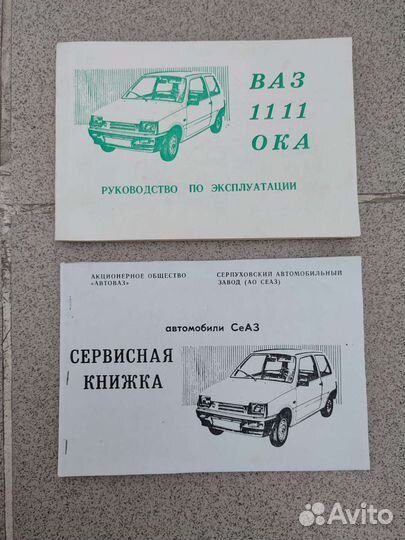 ВАЗ
1111
ОКА
РУКОВОДСТВО ПО ЭКСПЛУАТАЦИИ
АКЦИОНЕРНОЕ ОБЩЕСТВО
«АВТОВАЗ»
СЕРПУХОВСКИЙ АВТОМОБИЛЬНЫЙ
ЗАВОД (АО СЕАЗ)
автомобили СеАЗ
СЕРВИСНАЯ
КНИЖКА
Avito